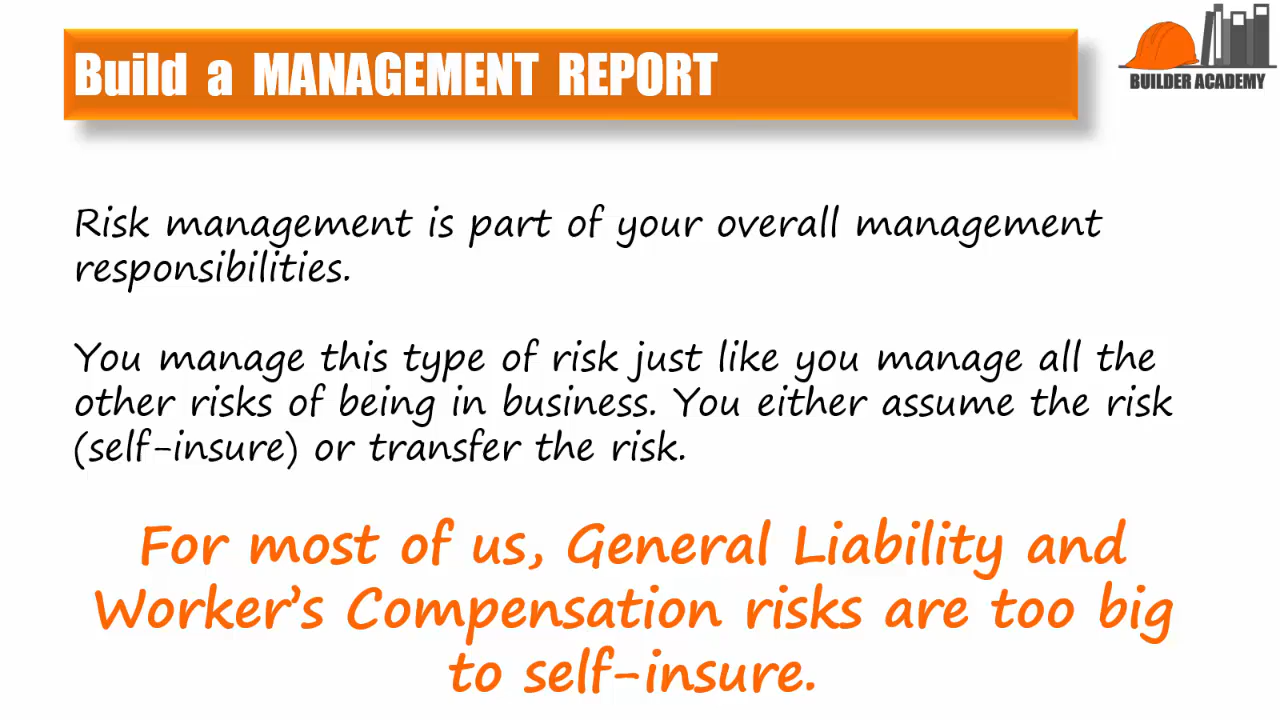 Build a MANAGEMENT REPORT
BUILDER ACADEMY
Risk management is part of your overall management
responsibilities.
You manage this type of risk just like you manage all the
other risks of being in business. You either assume the risk
(self-insure) or transfer the risk.
For most of us, General Liability and
Worker’s Compensation risks are too big
to self-insure.